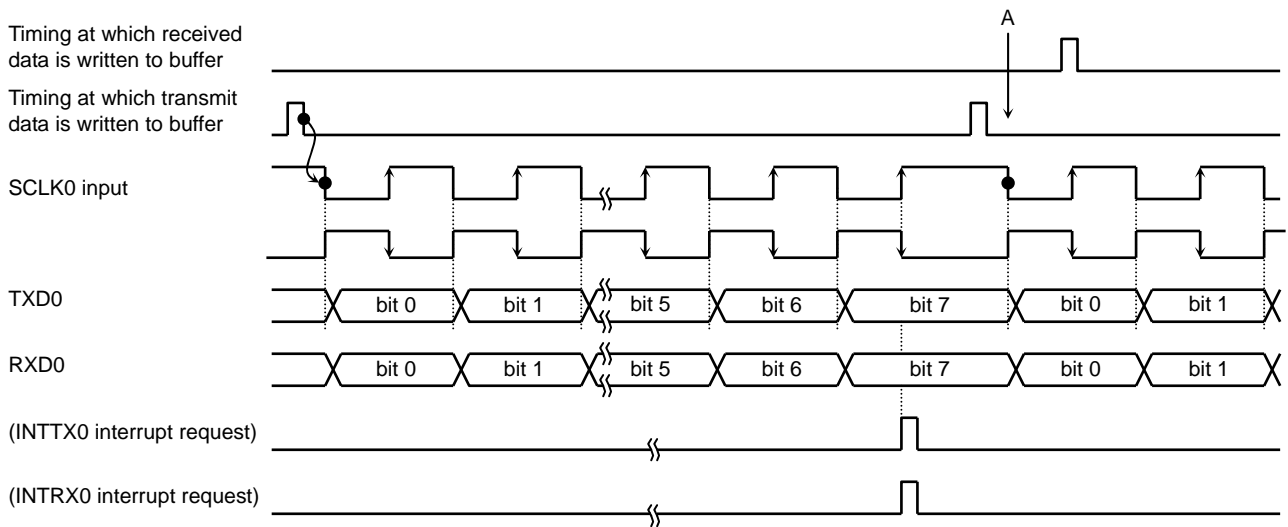 A
Timing at which received
data is written to buffer
Timing at which transmit
data is written to buffer
SCLK0 input
TXD0
bit 0 bit 1 bit 5 bit 6 bit 7 bit 0 bit 1
RXD0
bit 0 bit 1 bit 5 bit 6 bit 7 bit 0 bit 1
(INTTX0 interrupt request)
(INTRX0 interrupt request)